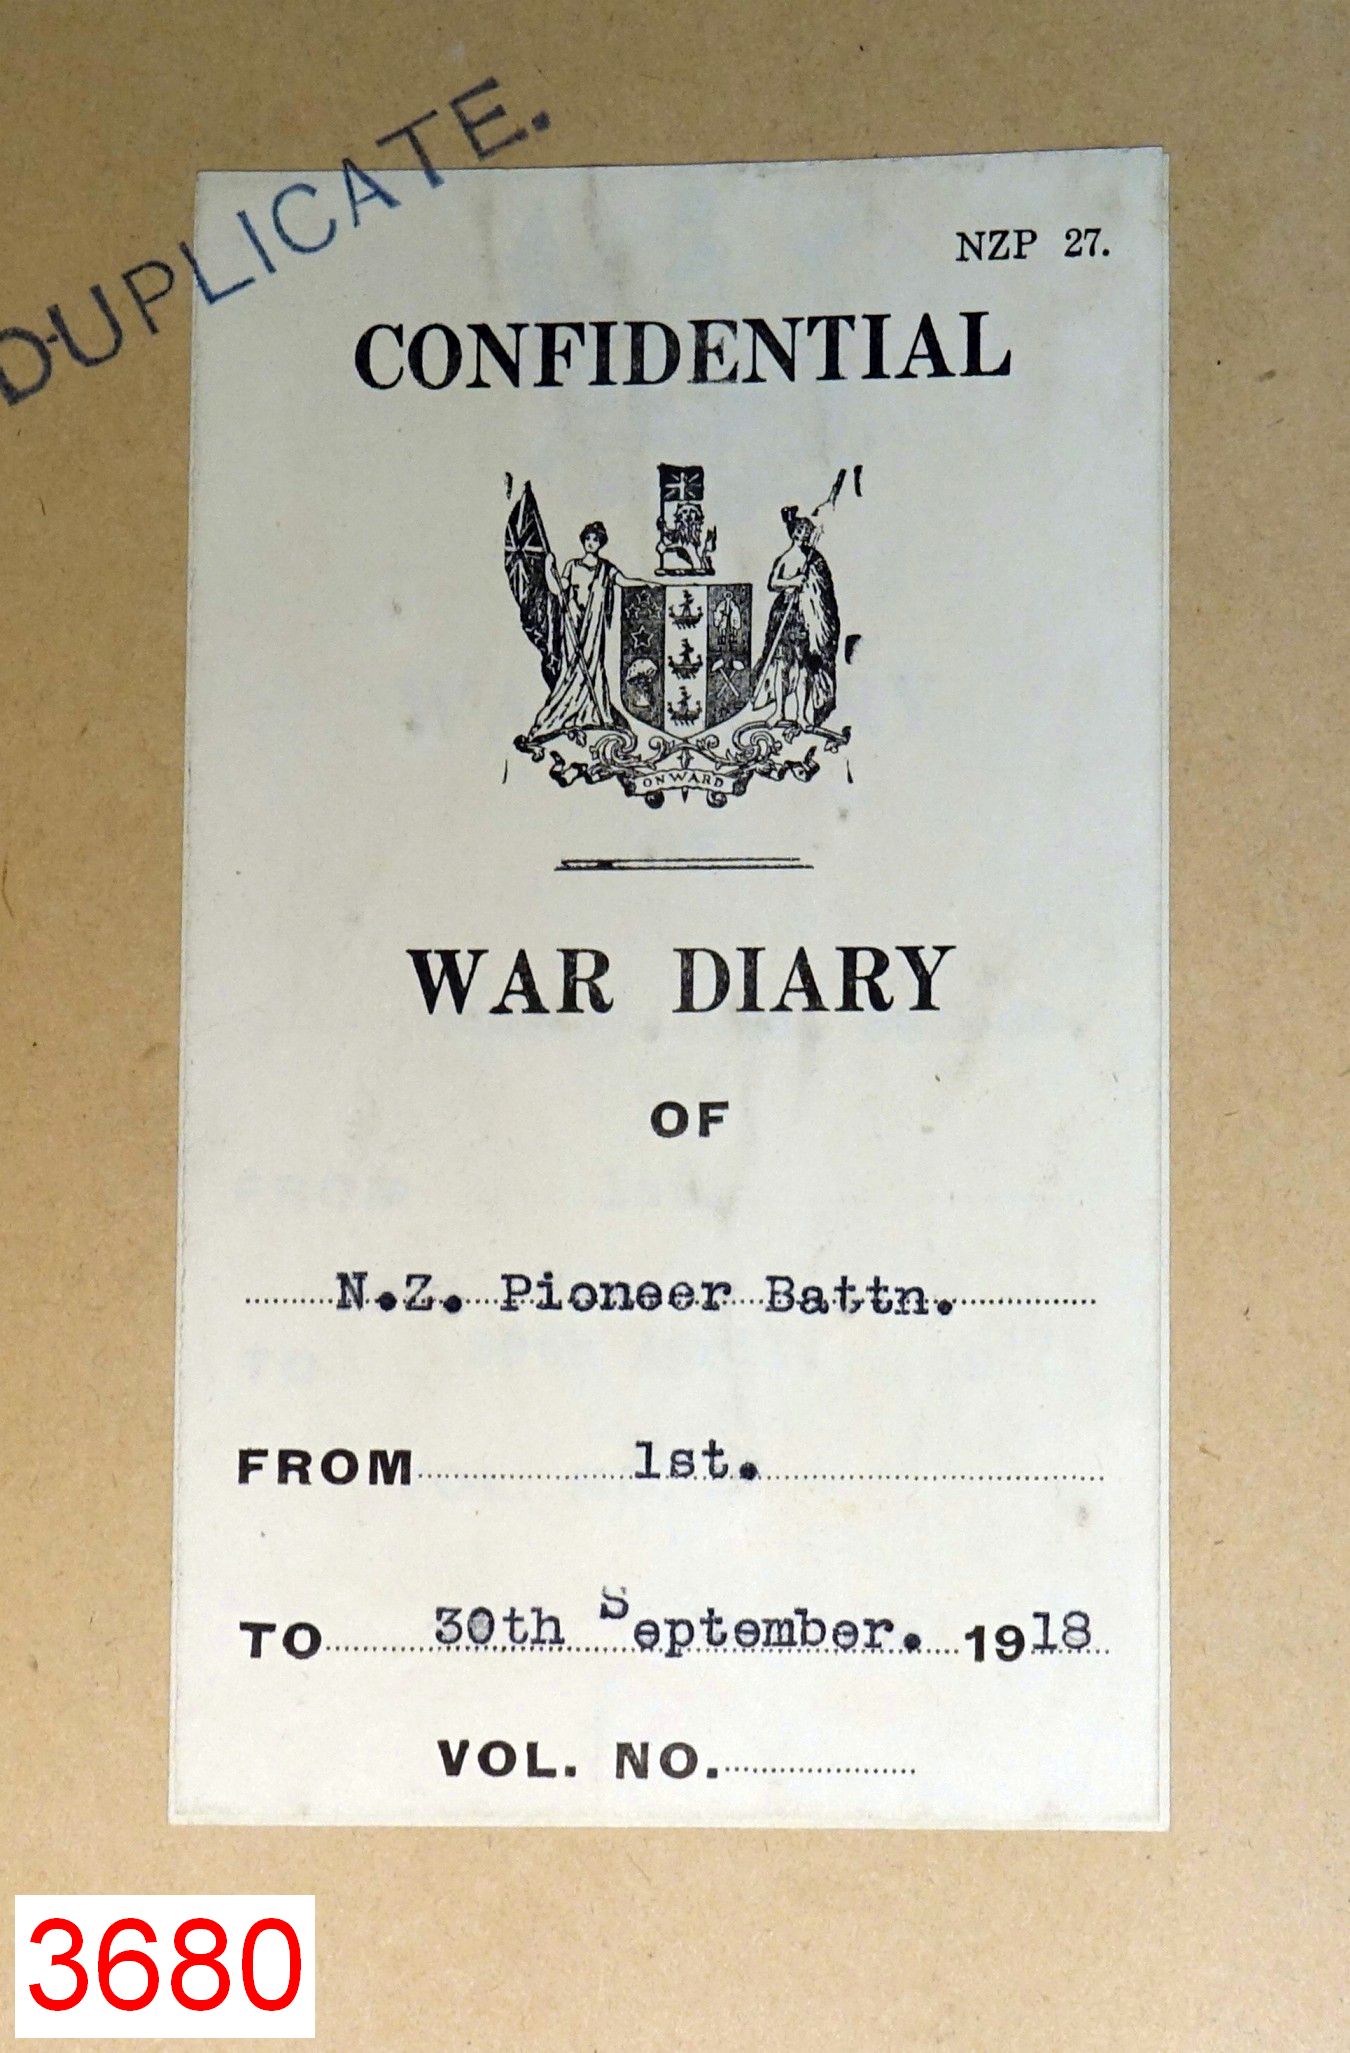 DUPLICATE.
NZP 27.
CONFIDENTIAL
ONWARD
WAR DIARY
OF
N.Z. Pioneer Battn.
FROM 1st.
TO 30th September. 1918
VOL. NO.
3680